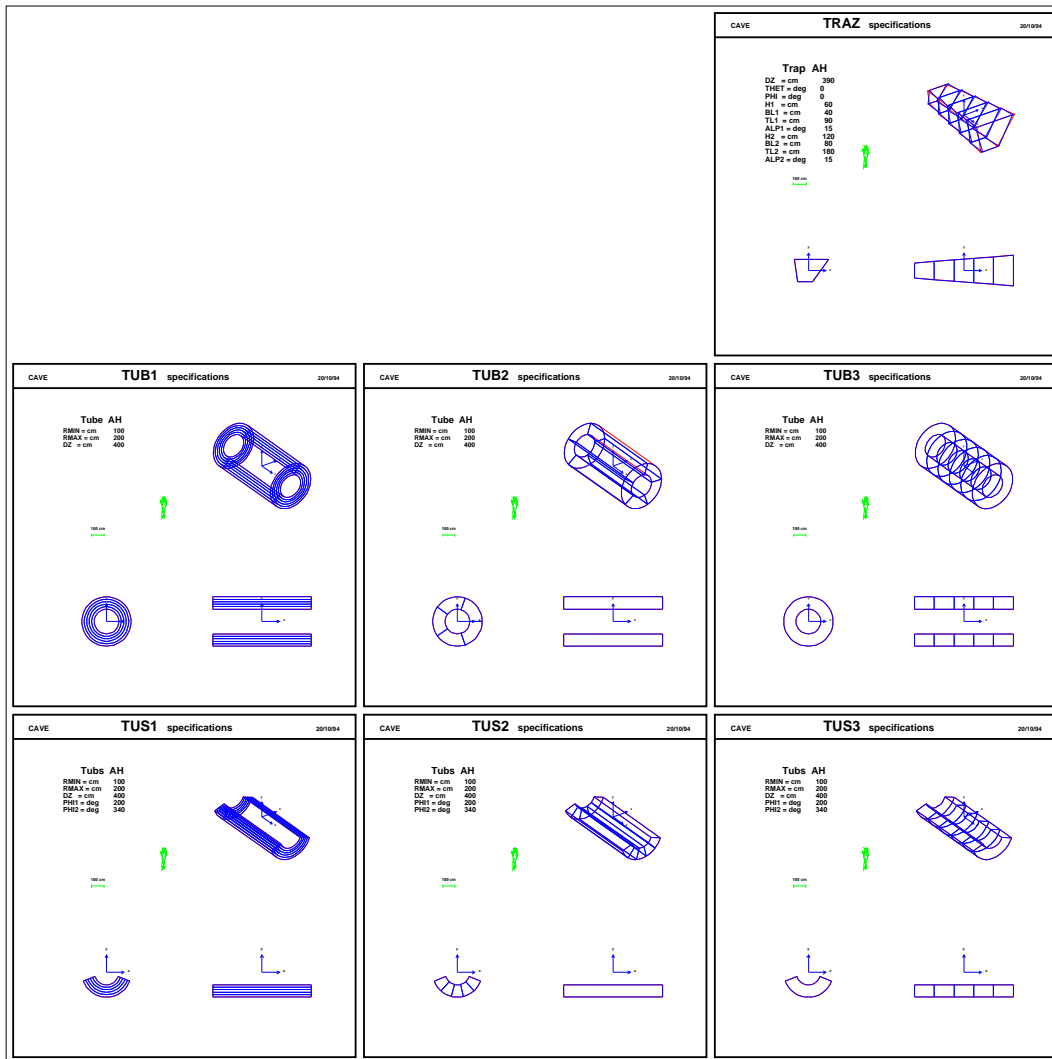 CAVE TRAZ specifications 20/10/94
Trap AH
DZ = cm 390
THET = deg 0
PHI = deg 0
H1 = cm 60
BL1 = cm 40
TL1 = cm 90
ALP1 = deg 15
H2 = cm 120
BL2 = cm 80
TL2 = cm 180
ALP2 = deg 15
100 cm
y
x
y
CAVE TUB1 specifications 20/10/94
Tube AH
RMIN = cm 100
RMAX = cm 200
DZ = cm 400
100 cm
CAVE TUB2 specifications 20/10/94
Tube AH
RMIN = cm 100
RMAX = cm 200
DZ = cm 400
100 cm
CAVE TUB3 specifications 20/10/94
Tube AH
RMIN = cm 100
RMAX = cm 200
DZ = cm 400
100 cm
CAVE TUS1 specifications 20/10/94
Tubs AH
RMIN = cm 100
RMAX = cm 200
DZ = cm 400
PHI1 = deg 200
PHI2 = deg 340
100 cm
y
x
y
CAVE TUS2 specifications 20/10/94
Tubs AH
RMIN = cm 100
RMAX = cm 200
DZ = cm 400
PHI1 = deg 200
PHI2 = deg 340
100 cm
y
x
y
CAVE TUS3 specifications 20/10/94
Tubs AH
RMIN = cm 100
RMAX = cm 200
DZ = cm 400
PHI1 = deg 200
PHI2 = deg 340
100 cm
y
x
y